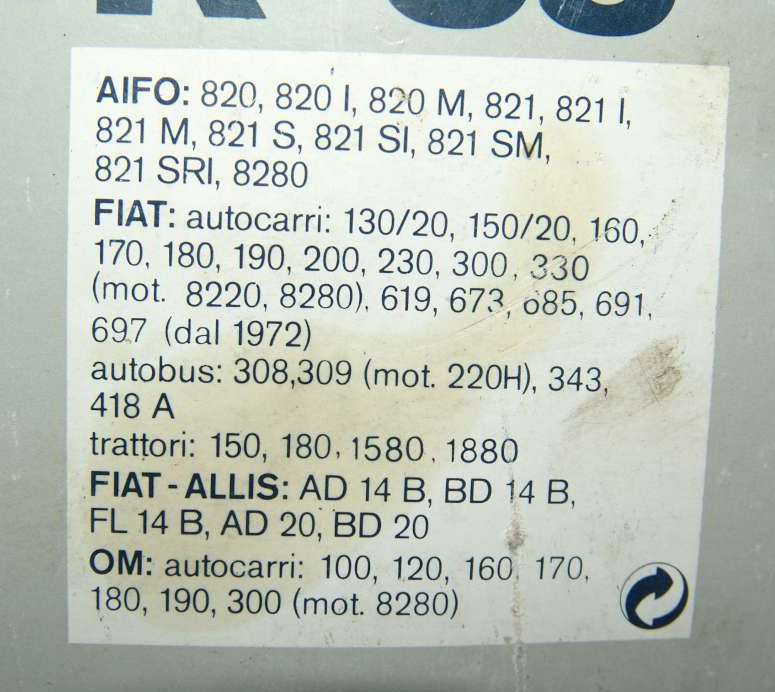 AIFO: 820, 820 I, 820 M, 821, 821 I,
821 M, 821 S, 821 SI, 821 SM,
821 SRI, 8280
FIAT: autocarri: 130/20, 150/20, 160,
170, 180, 190, 200, 230, 300, 330
(mot. 8220, 8280), 619, 673, 685, 691,
697 (dal 1972)
autobus: 308,309 (mot. 220H), 343,
418 A
trattori: 150, 180, 1580, 1880
FIAT-ALLIS: AD 14 B, BD 14 B,
FL 14 B, AD 20, BD 20
OM: autocarri: 100, 120, 160, 170,
180, 190, 300 (mot. 8280)